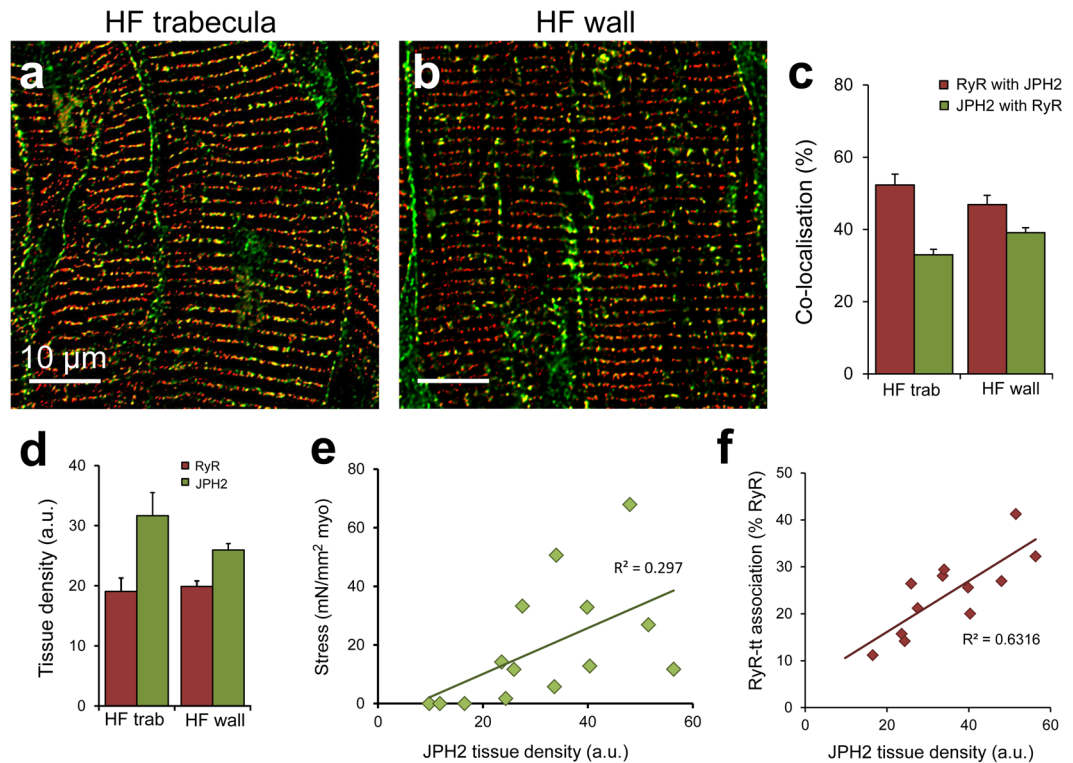 HF trabecula
HF wall
a
10 µm
b
c
RyR with JPH2
JPH2 with RyR
Co-localisation (%)
80
60
40
20
0
HF trab
HF wall
d
RyR
JPH2
Tissue density (a.u.)
40
30
20
10
0
HF trab
HF wall
e
Stress (mN/mm² myo)
80
60
40
20
0
R² = 0.297
0
20
40
60
JPH2 tissue density (a.u.)
f
RyR-tt association (% RyR)
50
40
30
20
10
0
R² = 0.6316
0
20
40
60
JPH2 tissue density (a.u.)